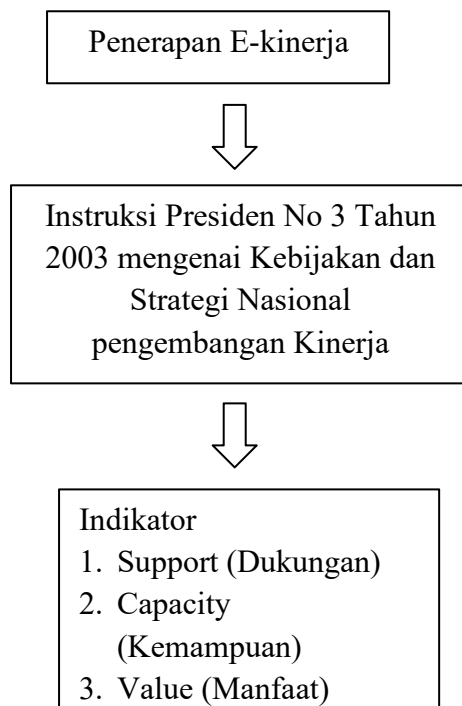 Penerapan E-kinerja
Instruksi Presiden No 3 Tahun
2003 mengenai Kebijakan dan
Strategi Nasional
pengembangan Kinerja
Indikator
1. Support (Dukungan)
2. Capacity
(Kemampuan)
3. Value (Manfaat)